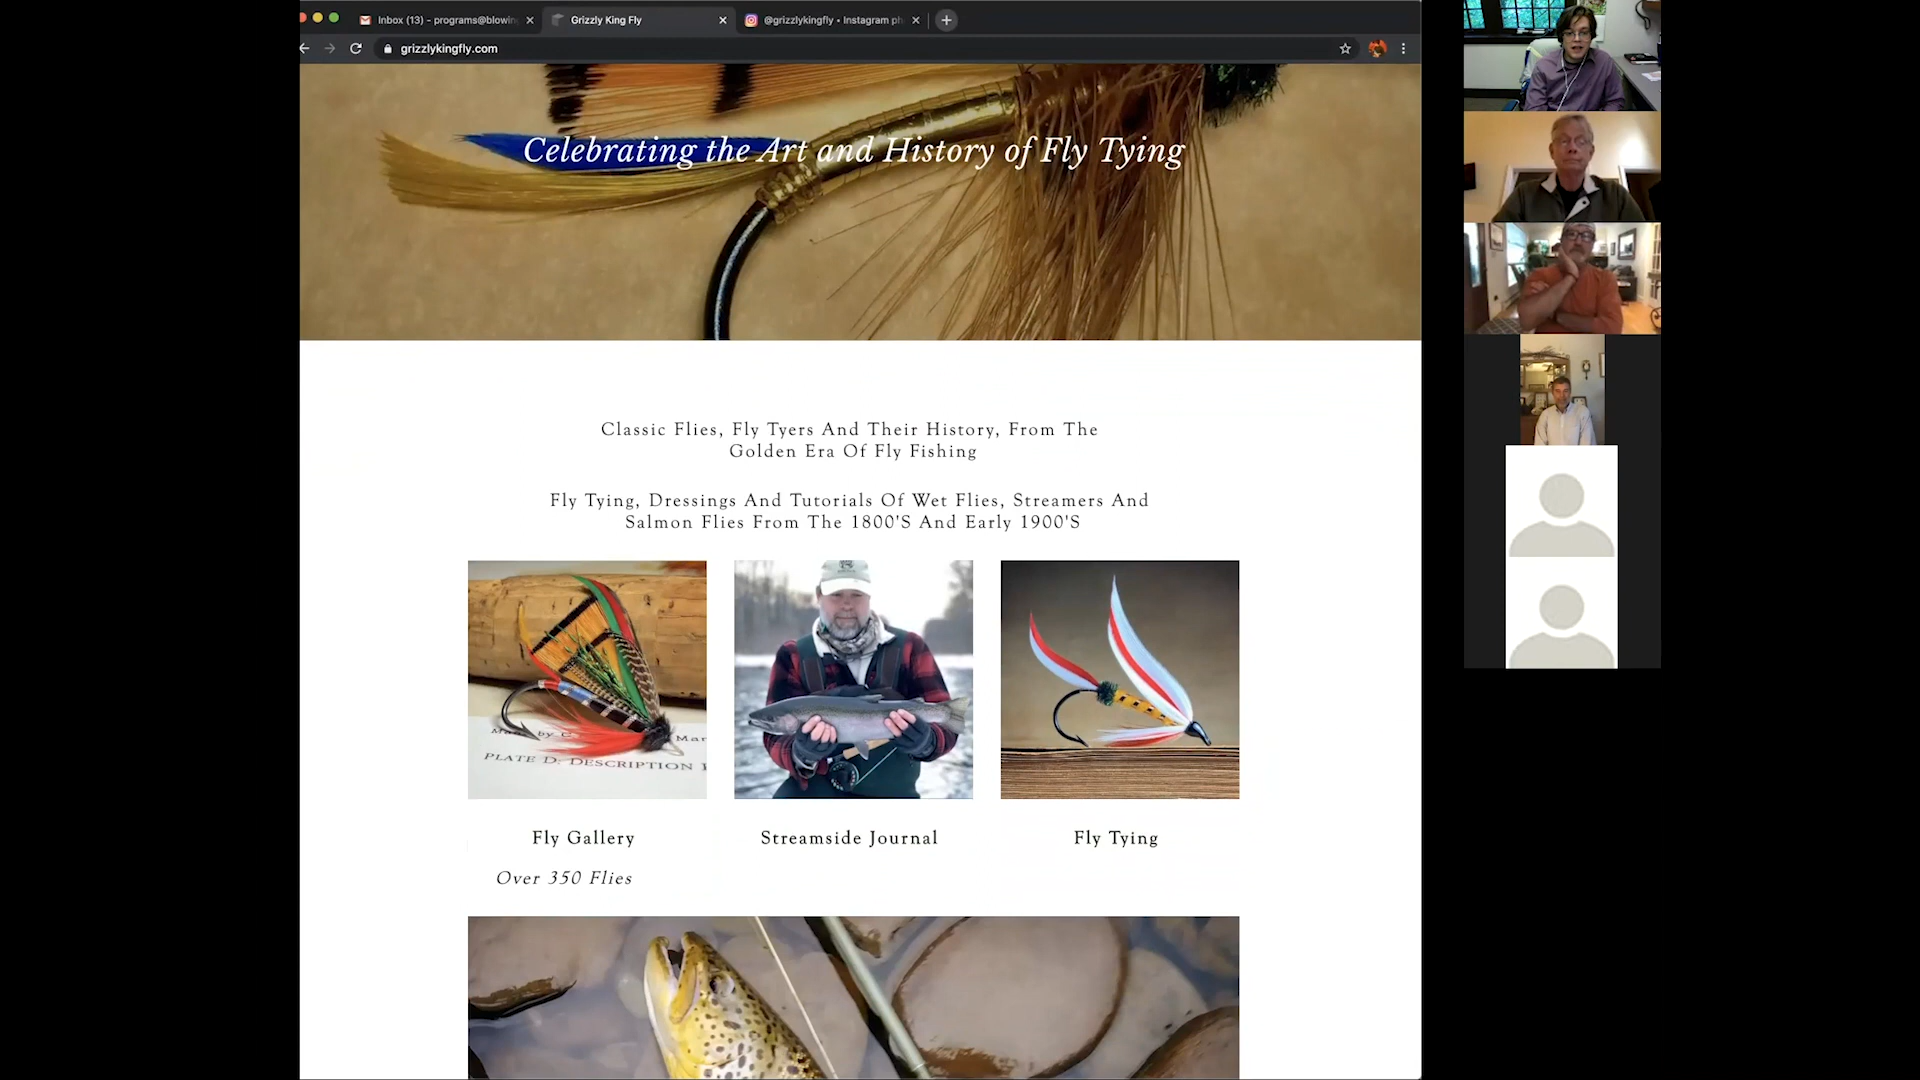 Inbox (13) - programs@blowin
Grizzly King Fly
@grizzlykingfly • Instagram ph
grizzlykingfly.com
Celebrating the Art and History of Fly Tying
Classic Flies, Fly Tyers And Their History, From The
Golden Era Of Fly Fishing
Fly Tying, Dressings And Tutorials Of Wet Flies, Streamers And
Salmon Flies From The 1800'S And Early 1900'S
by
Mar
PLATE D: DESCRIPTION
Fly Gallery
Streamside Journal
Fly Tying
Over 350 Flies